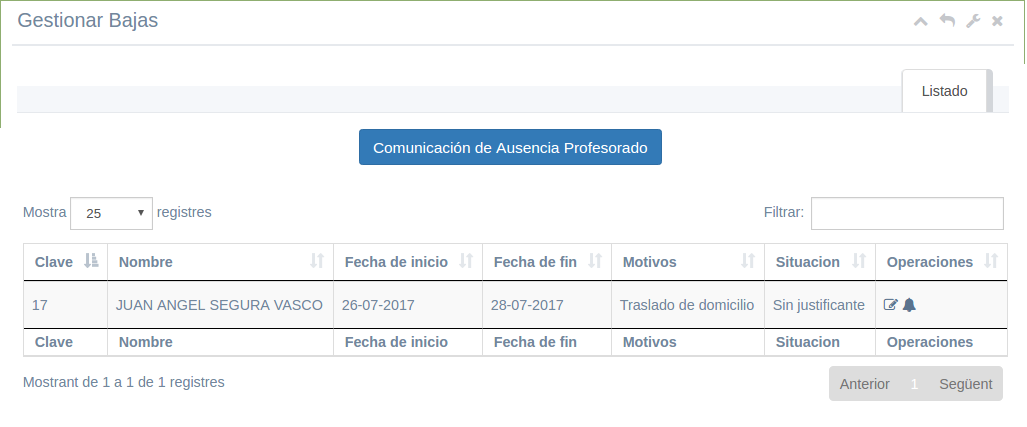 Gestionar Bajas
Listado
Comunicación de Ausencia Profesorado
Mostra 25 registres Filtrar:
Clave Nombre Fecha de inicio Fecha de fin Motivos Situacion Operaciones
17 JUAN ANGEL SEGURA VASCO 26-07-2017 28-07-2017 Traslado de domicilio Sin justificante
Clave Nombre Fecha de inicio Fecha de fin Motivos Situacion Operaciones
Mostrant de 1 a 1 de 1 registres Anterior 1 Següent